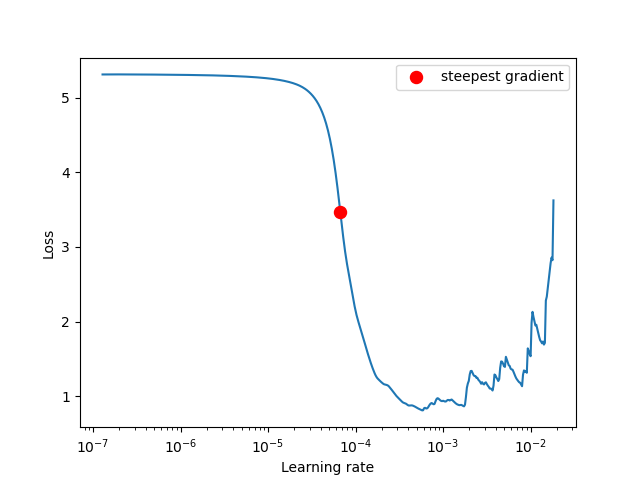 steepest gradient
5
4
3
2
1
Loss
10⁻⁷ 10⁻⁶ 10⁻⁵ 10⁻⁴ 10⁻³ 10⁻²
Learning rate